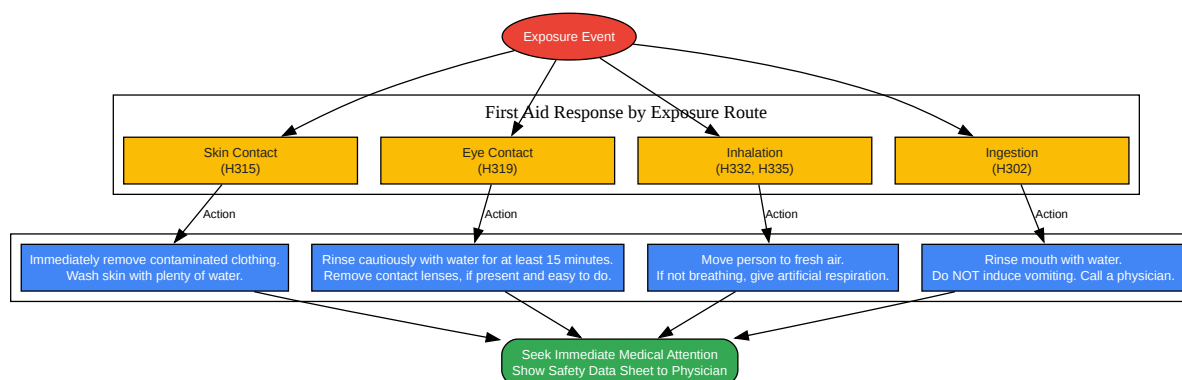 Exposure Event
First Aid Response by Exposure Route
Skin Contact
(H315)
Eye Contact
(H319)
Inhalation
(H332, H335)
Ingestion
(H302)
Action
Action
Action
Action
Immediately remove contaminated clothing.
Wash skin with plenty of water.
Rinse cautiously with water for at least 15 minutes.
Remove contact lenses, if present and easy to do.
Move person to fresh air.
If not breathing, give artificial respiration.
Rinse mouth with water.
Do NOT induce vomiting. Call a physician.
Seek Immediate Medical Attention
Show Safety Data Sheet to Physician